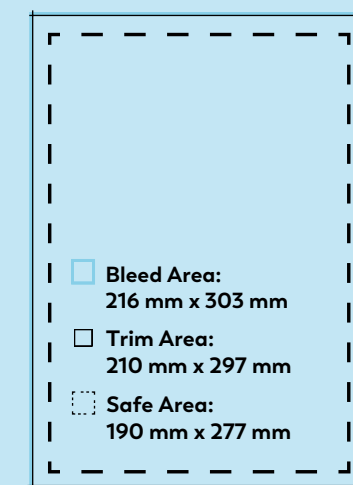 Bleed Area:
216 mm x 303 mm
Trim Area:
210 mm x 297 mm
Safe Area:
190 mm x 277 mm